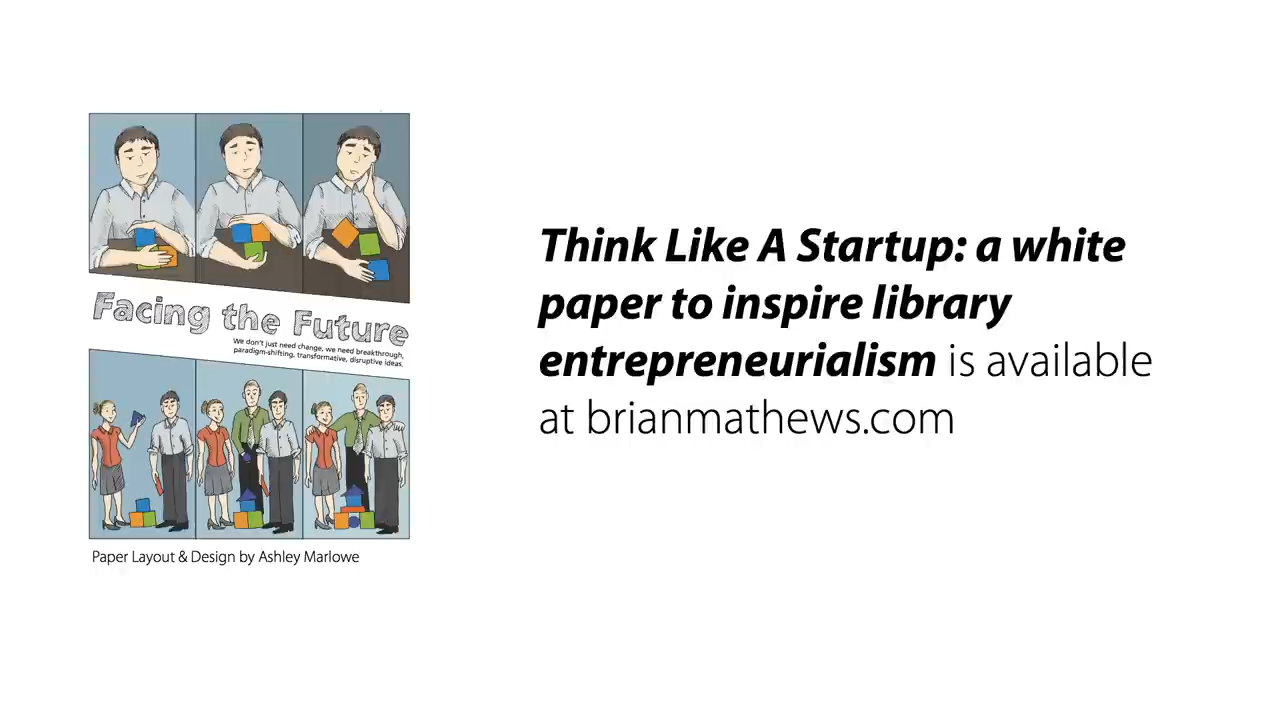 Facing the Future
We don't just need change, we need breakthrough,
paradigm-shifting, transformative, disruptive ideas.
Paper Layout & Design by Ashley Marlowe
Think Like A Startup: a white
paper to inspire library
entrepreneurialism is available
at brianmathews.com